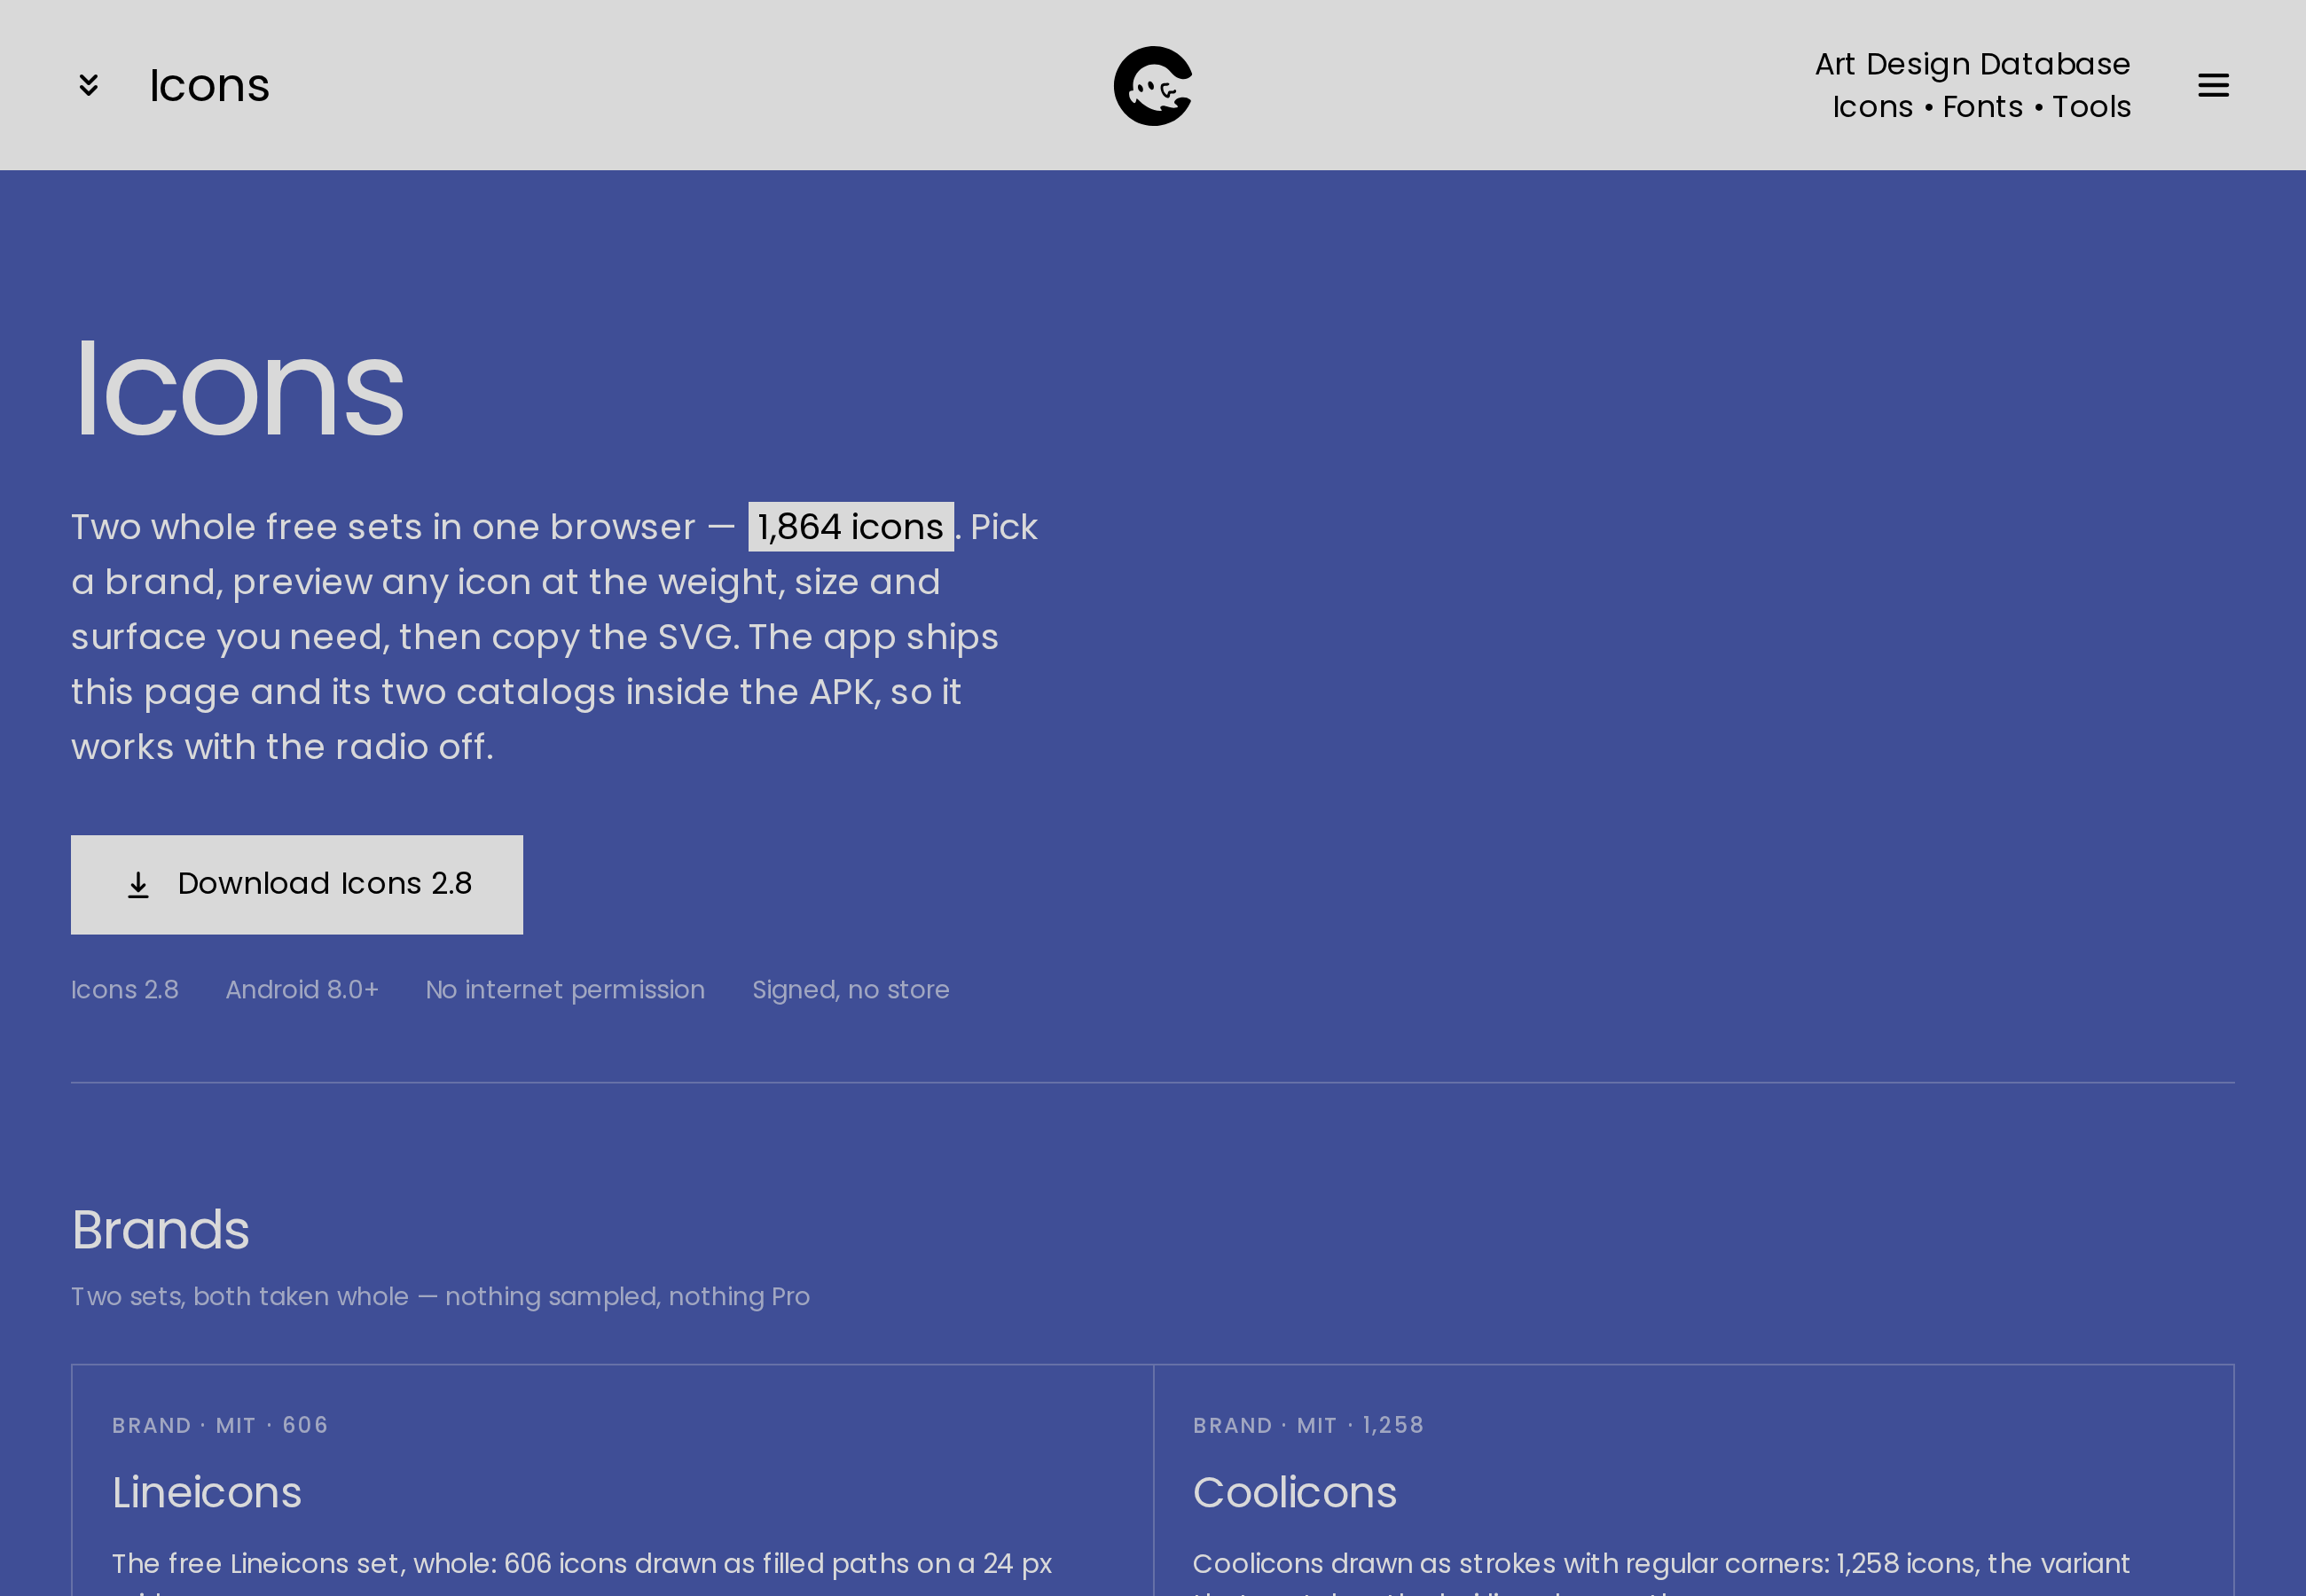 Icons
Art Design Database
Icons • Fonts • Tools
Icons
Two whole free sets in one browser — 1,864 icons. Pick
a brand, preview any icon at the weight, size and
surface you need, then copy the SVG. The app ships
this page and its two catalogs inside the APK, so it
works with the radio off.
Download Icons 2.8
Icons 2.8 Android 8.0+ No internet permission Signed, no store
Brands
Two sets, both taken whole — nothing sampled, nothing Pro
BRAND · MIT · 606
Lineicons
The free Lineicons set, whole: 606 icons drawn as filled paths on a 24 px
BRAND · MIT · 1,258
Coolicons
Coolicons drawn as strokes with regular corners: 1,258 icons, the variant